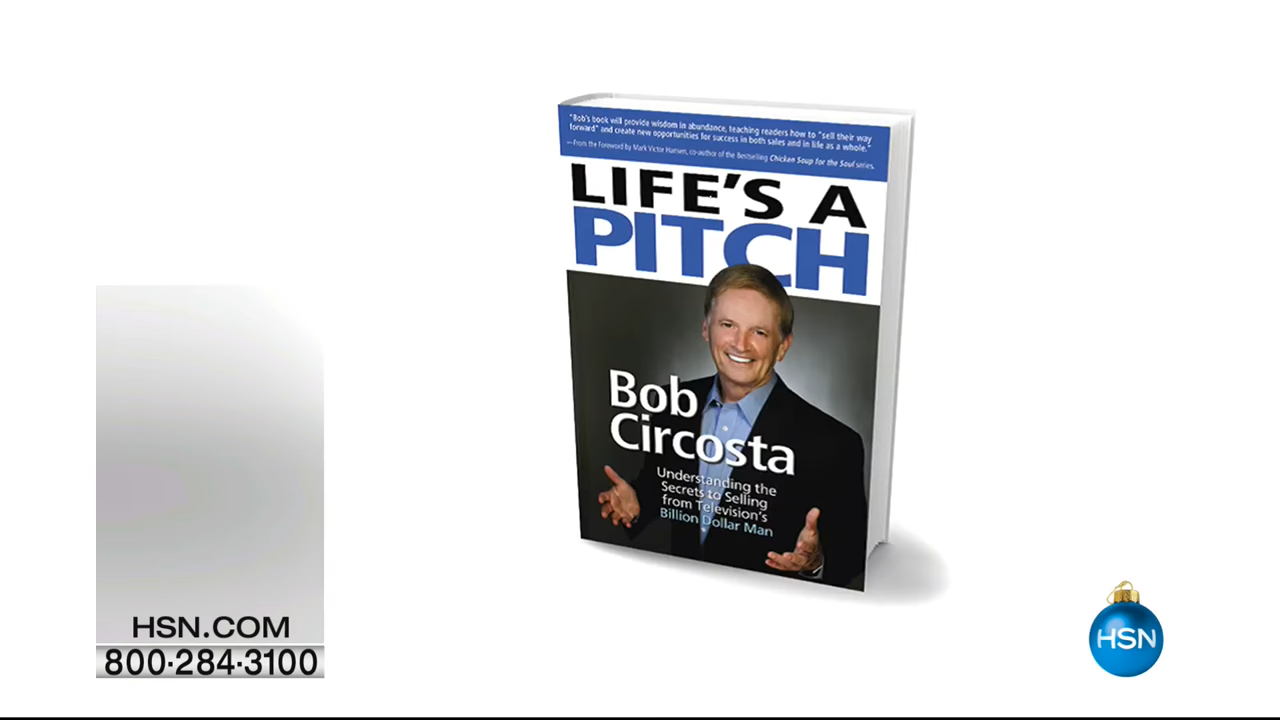 "Bob's book will provide wisdom in abundance, teaching readers how to "sell their way
forward" and create new opportunities for success in both sales and in life as a whole."
—From the Foreword by Mark Victor Hansen, co-author of the Bestselling Chicken Soup for the Soul series.
LIFE'S A
PITCH
Bob
Circosta
Understanding the
Secrets to Selling
from Television's
Billion Dollar Man
HSN.COM
800·284·3100
HSN